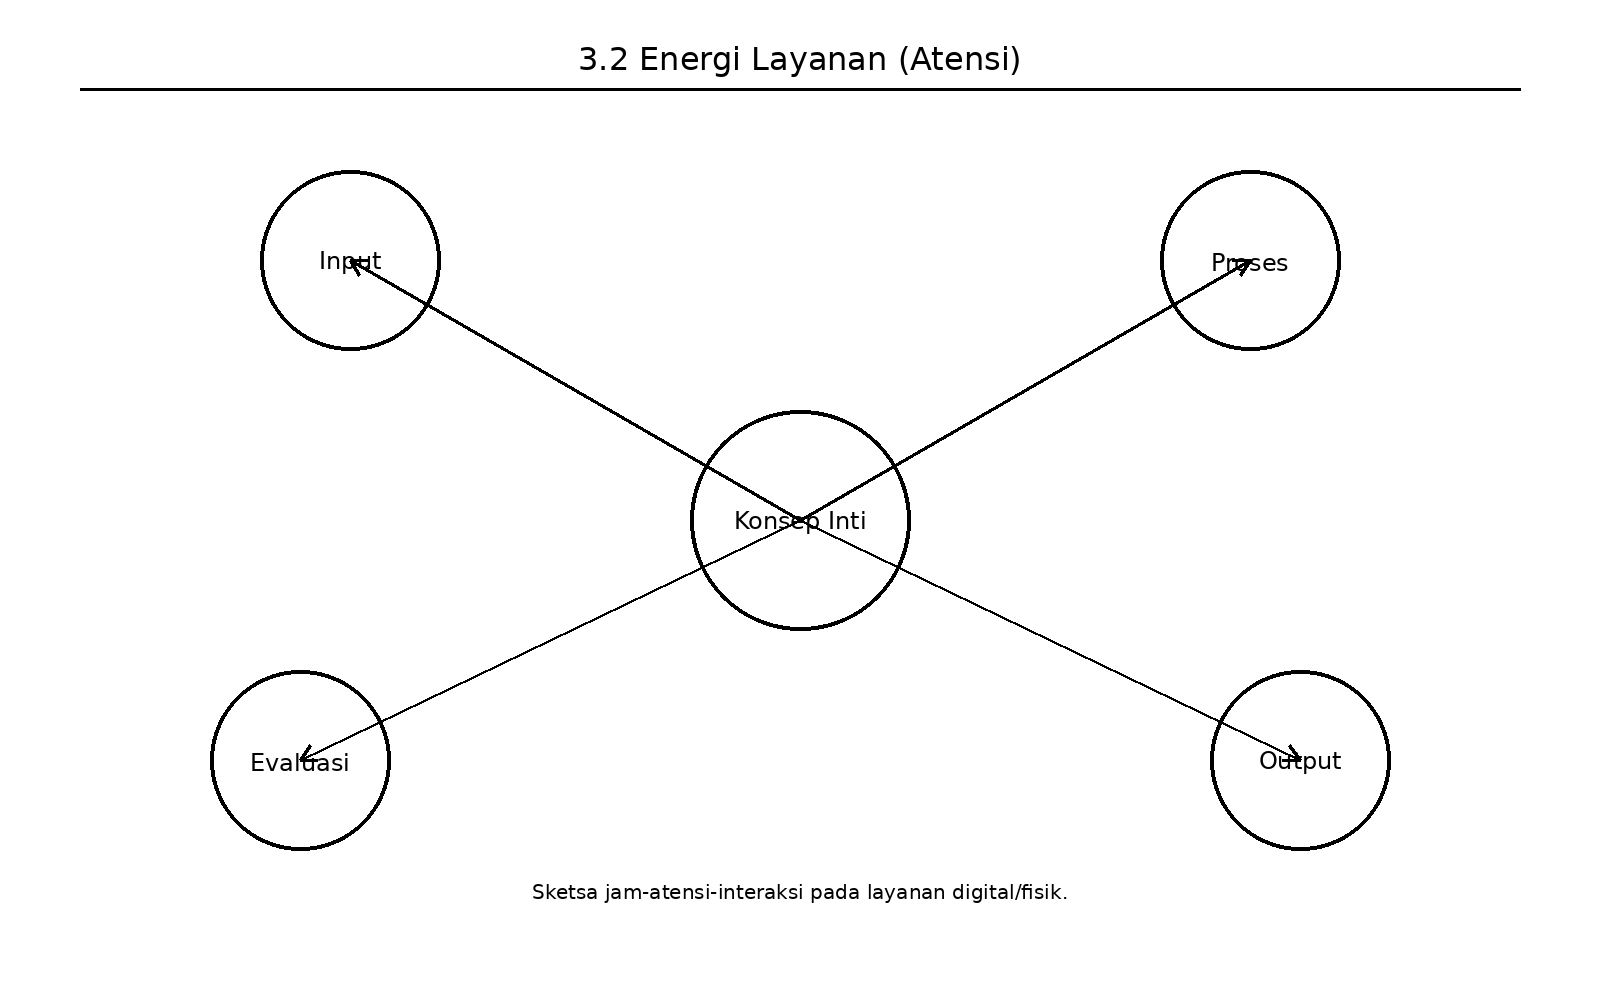 3.2 Energi Layanan (Atensi)
Input
Proses
Konsep Inti
Evaluasi
Output
Sketsa jam-atensi-interaksi pada layanan digital/fisik.